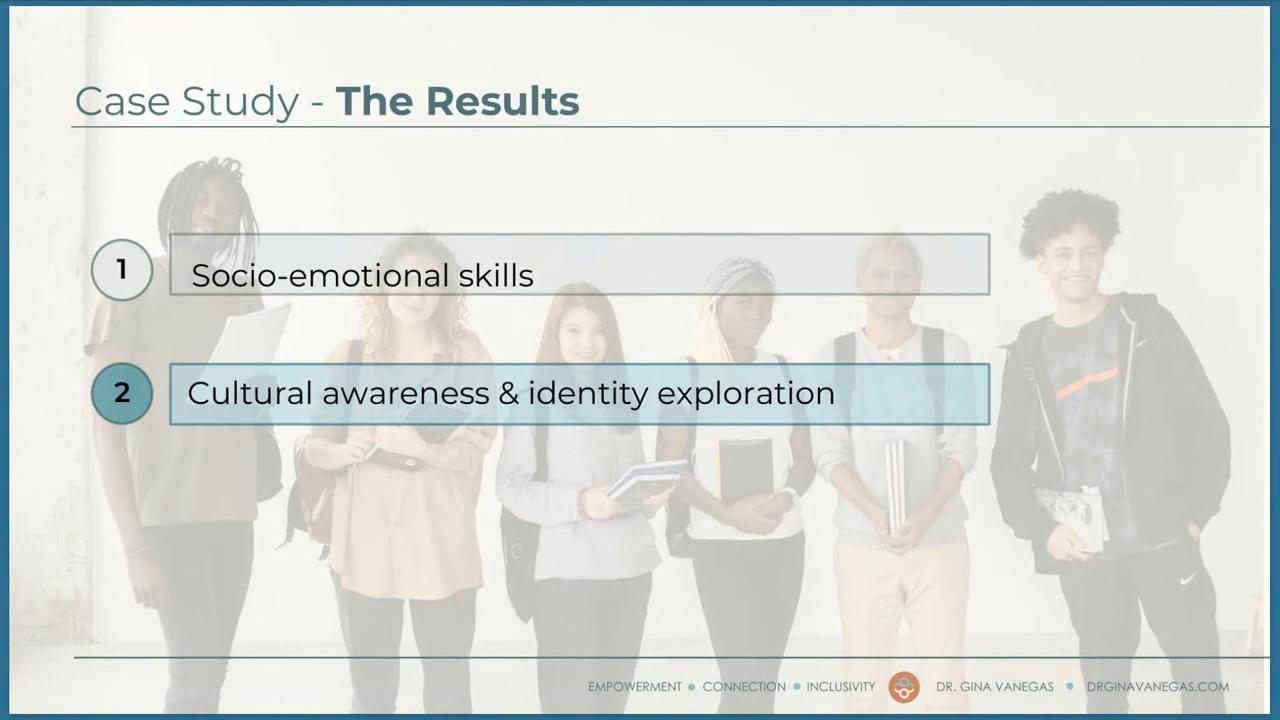 Case Study - The Results
1
Socio-emotional skills
2
Cultural awareness & identity exploration
EMPOWERMENT • CONNECTION • INCLUSIVITY DR. GINA VANEGAS • DRGINAVANEGAS.COM